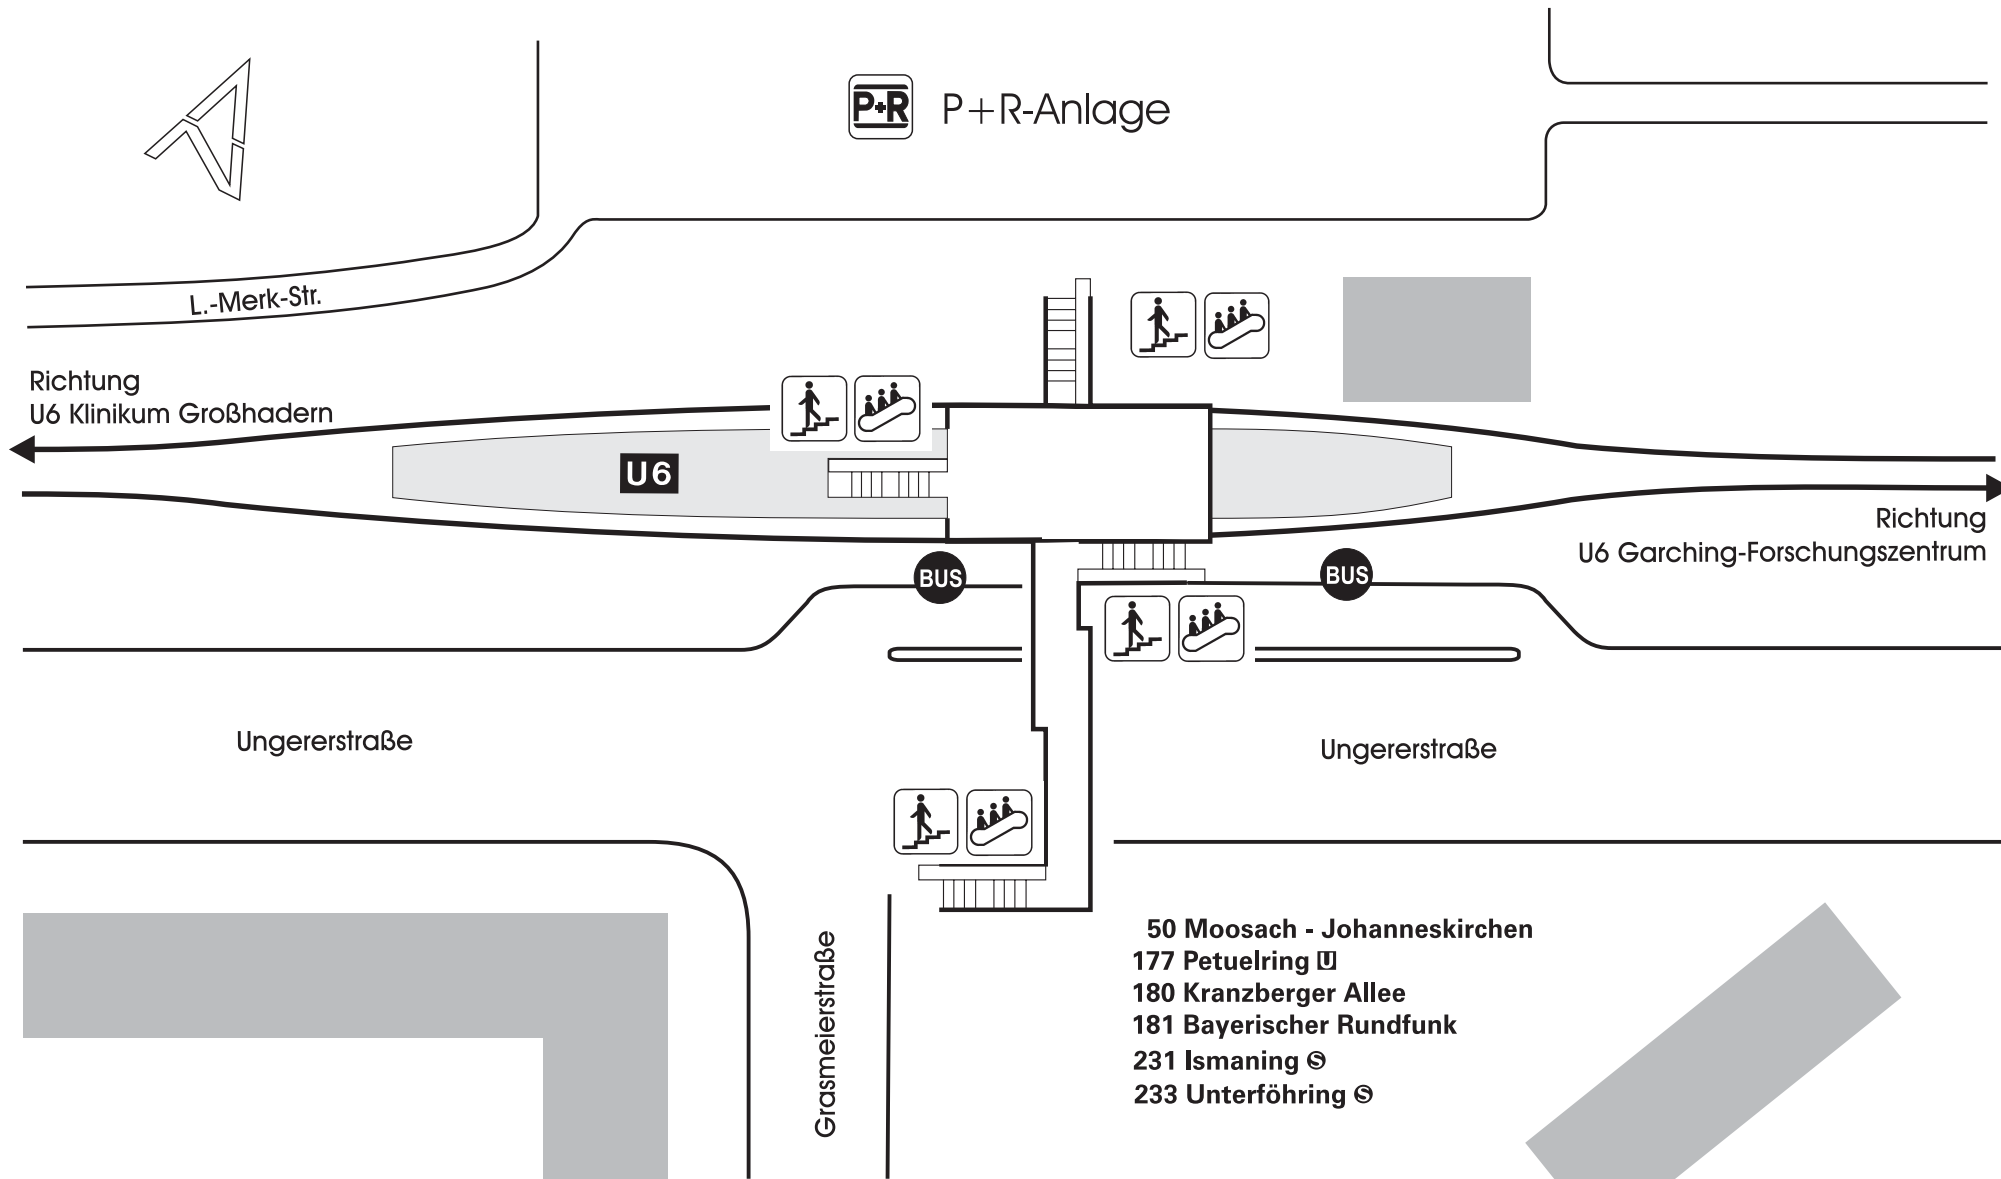 P+R P+R-Anlage
L.-Merk-Str.
Richtung
U6 Klinikum Großhadern
U6
Richtung
U6 Garching-Forschungszentrum
BUS
BUS
Ungererstraße
Ungererstraße
Grasmeierstraße
50 Moosach - Johanneskirchen
177 Petuelring U
180 Kranzberger Allee
181 Bayerischer Rundfunk
231 Ismaning S
233 Unterföhring S